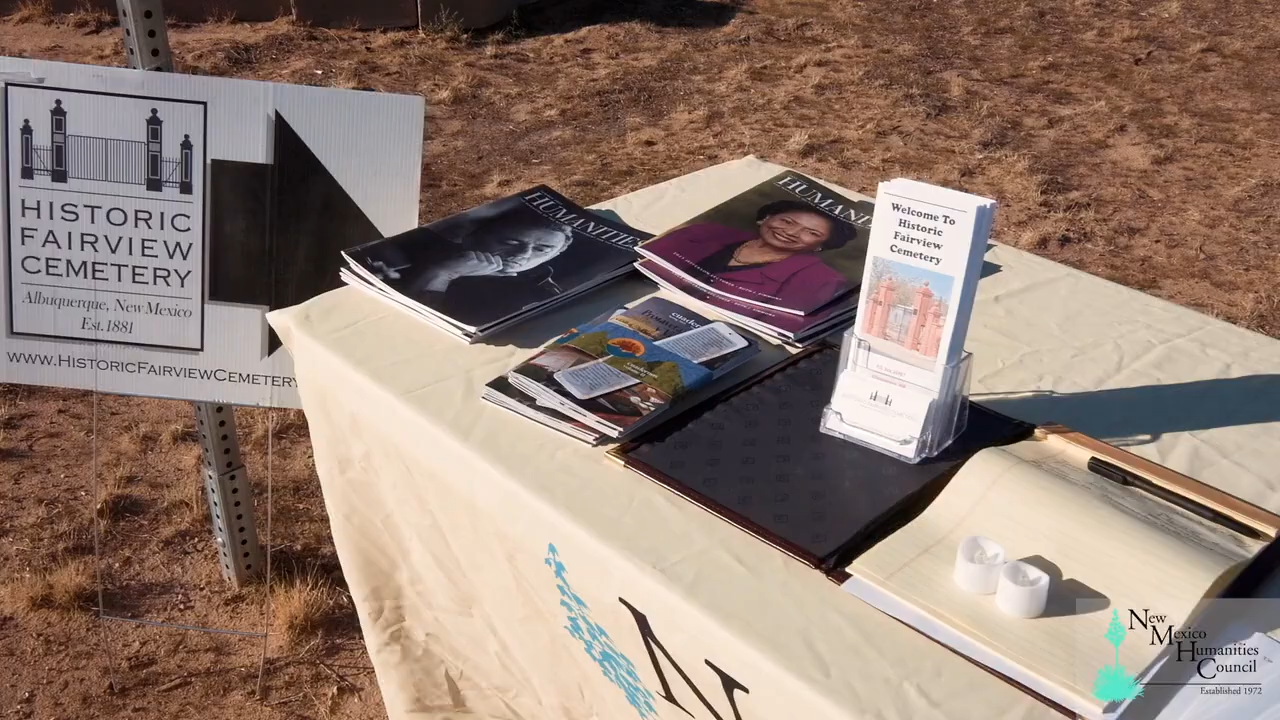 HISTORIC
FAIRVIEW
CEMETERY
Albuquerque, New Mexico
Est. 1881
WWW.HISTORICFAIRVIEWCEMETERY
HUMANITIES
HUMANI
Welcome To
Historic
Fairview
Cemetery
N
New
Mexico
Humanities
Council
Established 1972